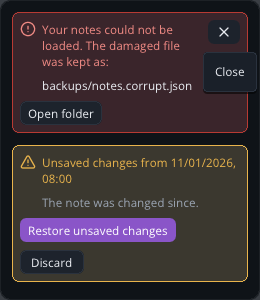 Your notes could not be
loaded. The damaged file
was kept as:
backups/notes.corrupt.json
Close
Open folder
Unsaved changes from 11/01/2026,
08:00
The note was changed since.
Restore unsaved changes
Discard